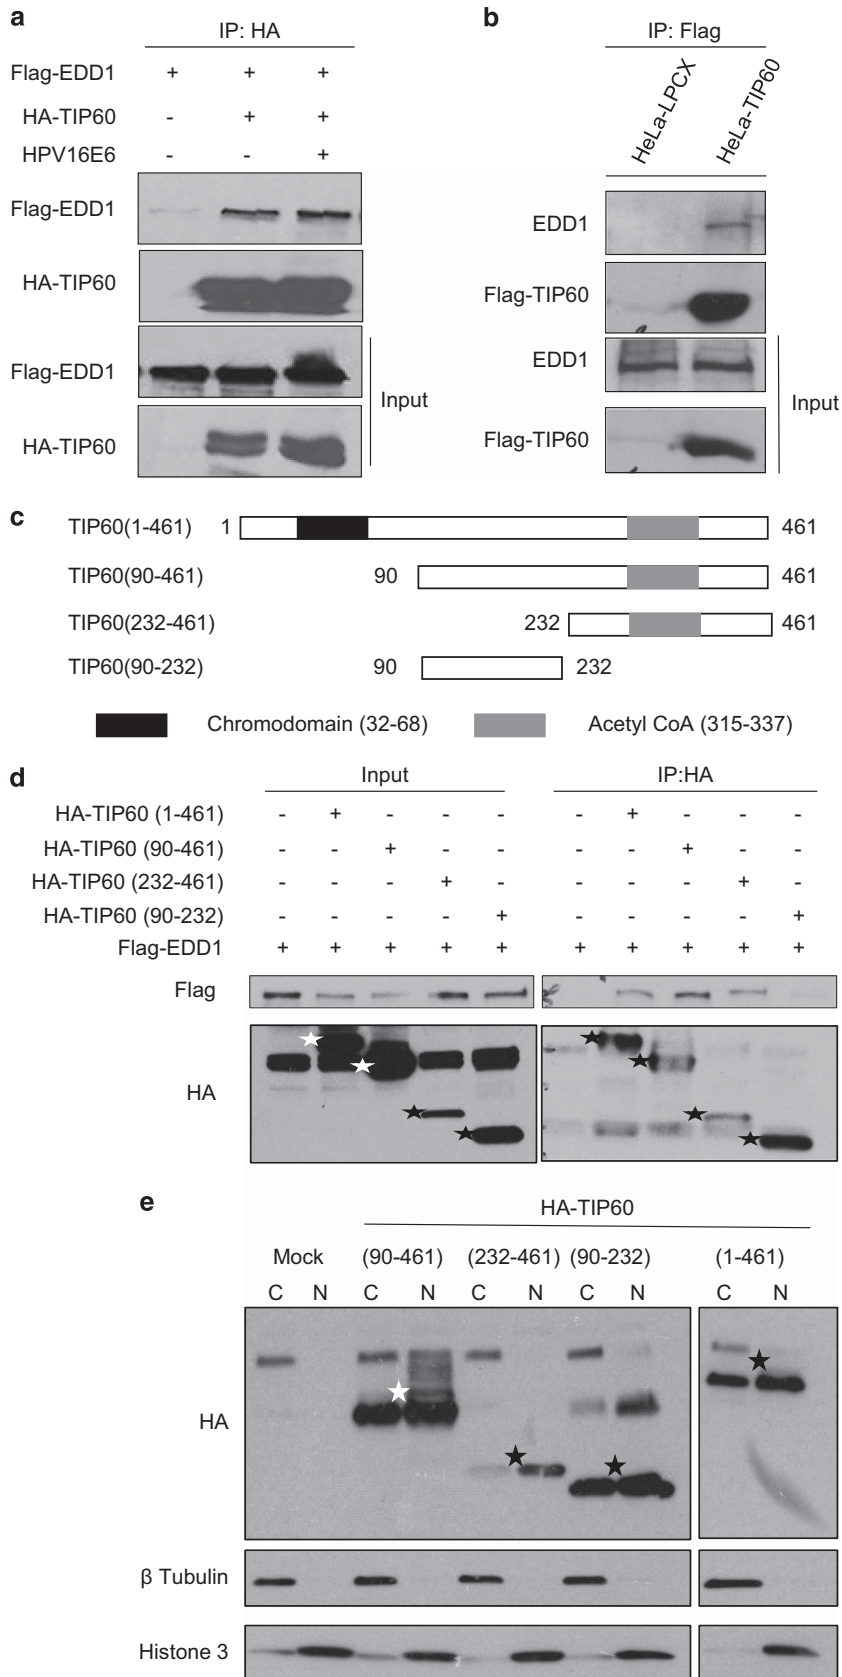 a
IP: HA
Flag-EDD1 + + +
HA-TIP60 - + +
HPV16E6 - - +
Flag-EDD1
HA-TIP60
Flag-EDD1
HA-TIP60
Input
b
IP: Flag
HeLa-LPCX HeLa-TIP60
EDD1
Flag-TIP60
EDD1
Flag-TIP60
Input
c
TIP60(1-461) 1 461
TIP60(90-461) 90 461
TIP60(232-461) 232 461
TIP60(90-232) 90 232
Chromodomain (32-68) Acetyl CoA (315-337)
d
Input IP:HA
HA-TIP60 (1-461) - + - - - - + - - -
HA-TIP60 (90-461) - - + - - - - + - -
HA-TIP60 (232-461) - - - + - - - - + -
HA-TIP60 (90-232) - - - - + - - - - +
Flag-EDD1 + + + + + + + + + +
Flag
HA
e
HA-TIP60
Mock (90-461) (232-461) (90-232) (1-461)
C N C N C N C N C N
HA
β Tubulin
Histone 3